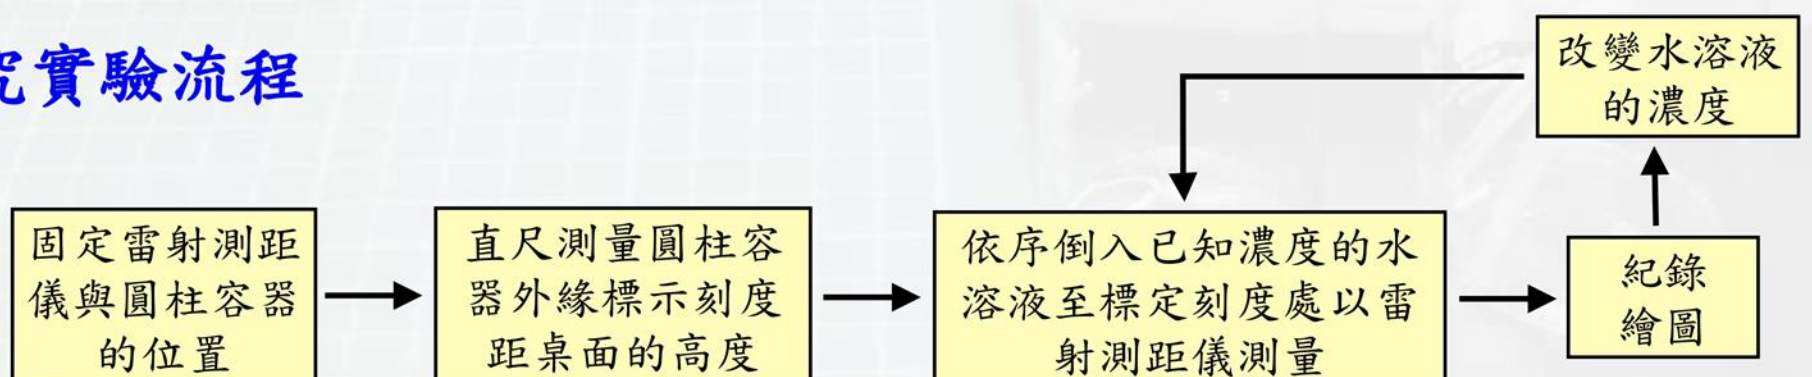 究實驗流程
改變水溶液
的濃度
固定雷射測距
儀與圓柱容器
的位置
直尺測量圓柱容
器外緣標示刻度
距桌面的高度
依序倒入已知濃度的水
溶液至標定刻度處以雷
射測距儀測量
紀錄
繪圖